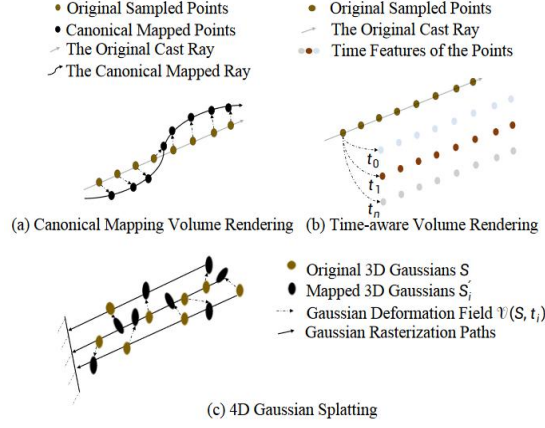 Original Sampled Points
Canonical Mapped Points
The Original Cast Ray
The Canonical Mapped Ray
(a) Canonical Mapping Volume Rendering
Original Sampled Points
The Original Cast Ray
Time Features of the Points
t₀
t₁
tₙ
(b) Time-aware Volume Rendering
Original 3D Gaussians S
Mapped 3D Gaussians S′ᵢ
Gaussian Deformation Field 𝒱(S, tᵢ)
Gaussian Rasterization Paths
(c) 4D Gaussian Splatting